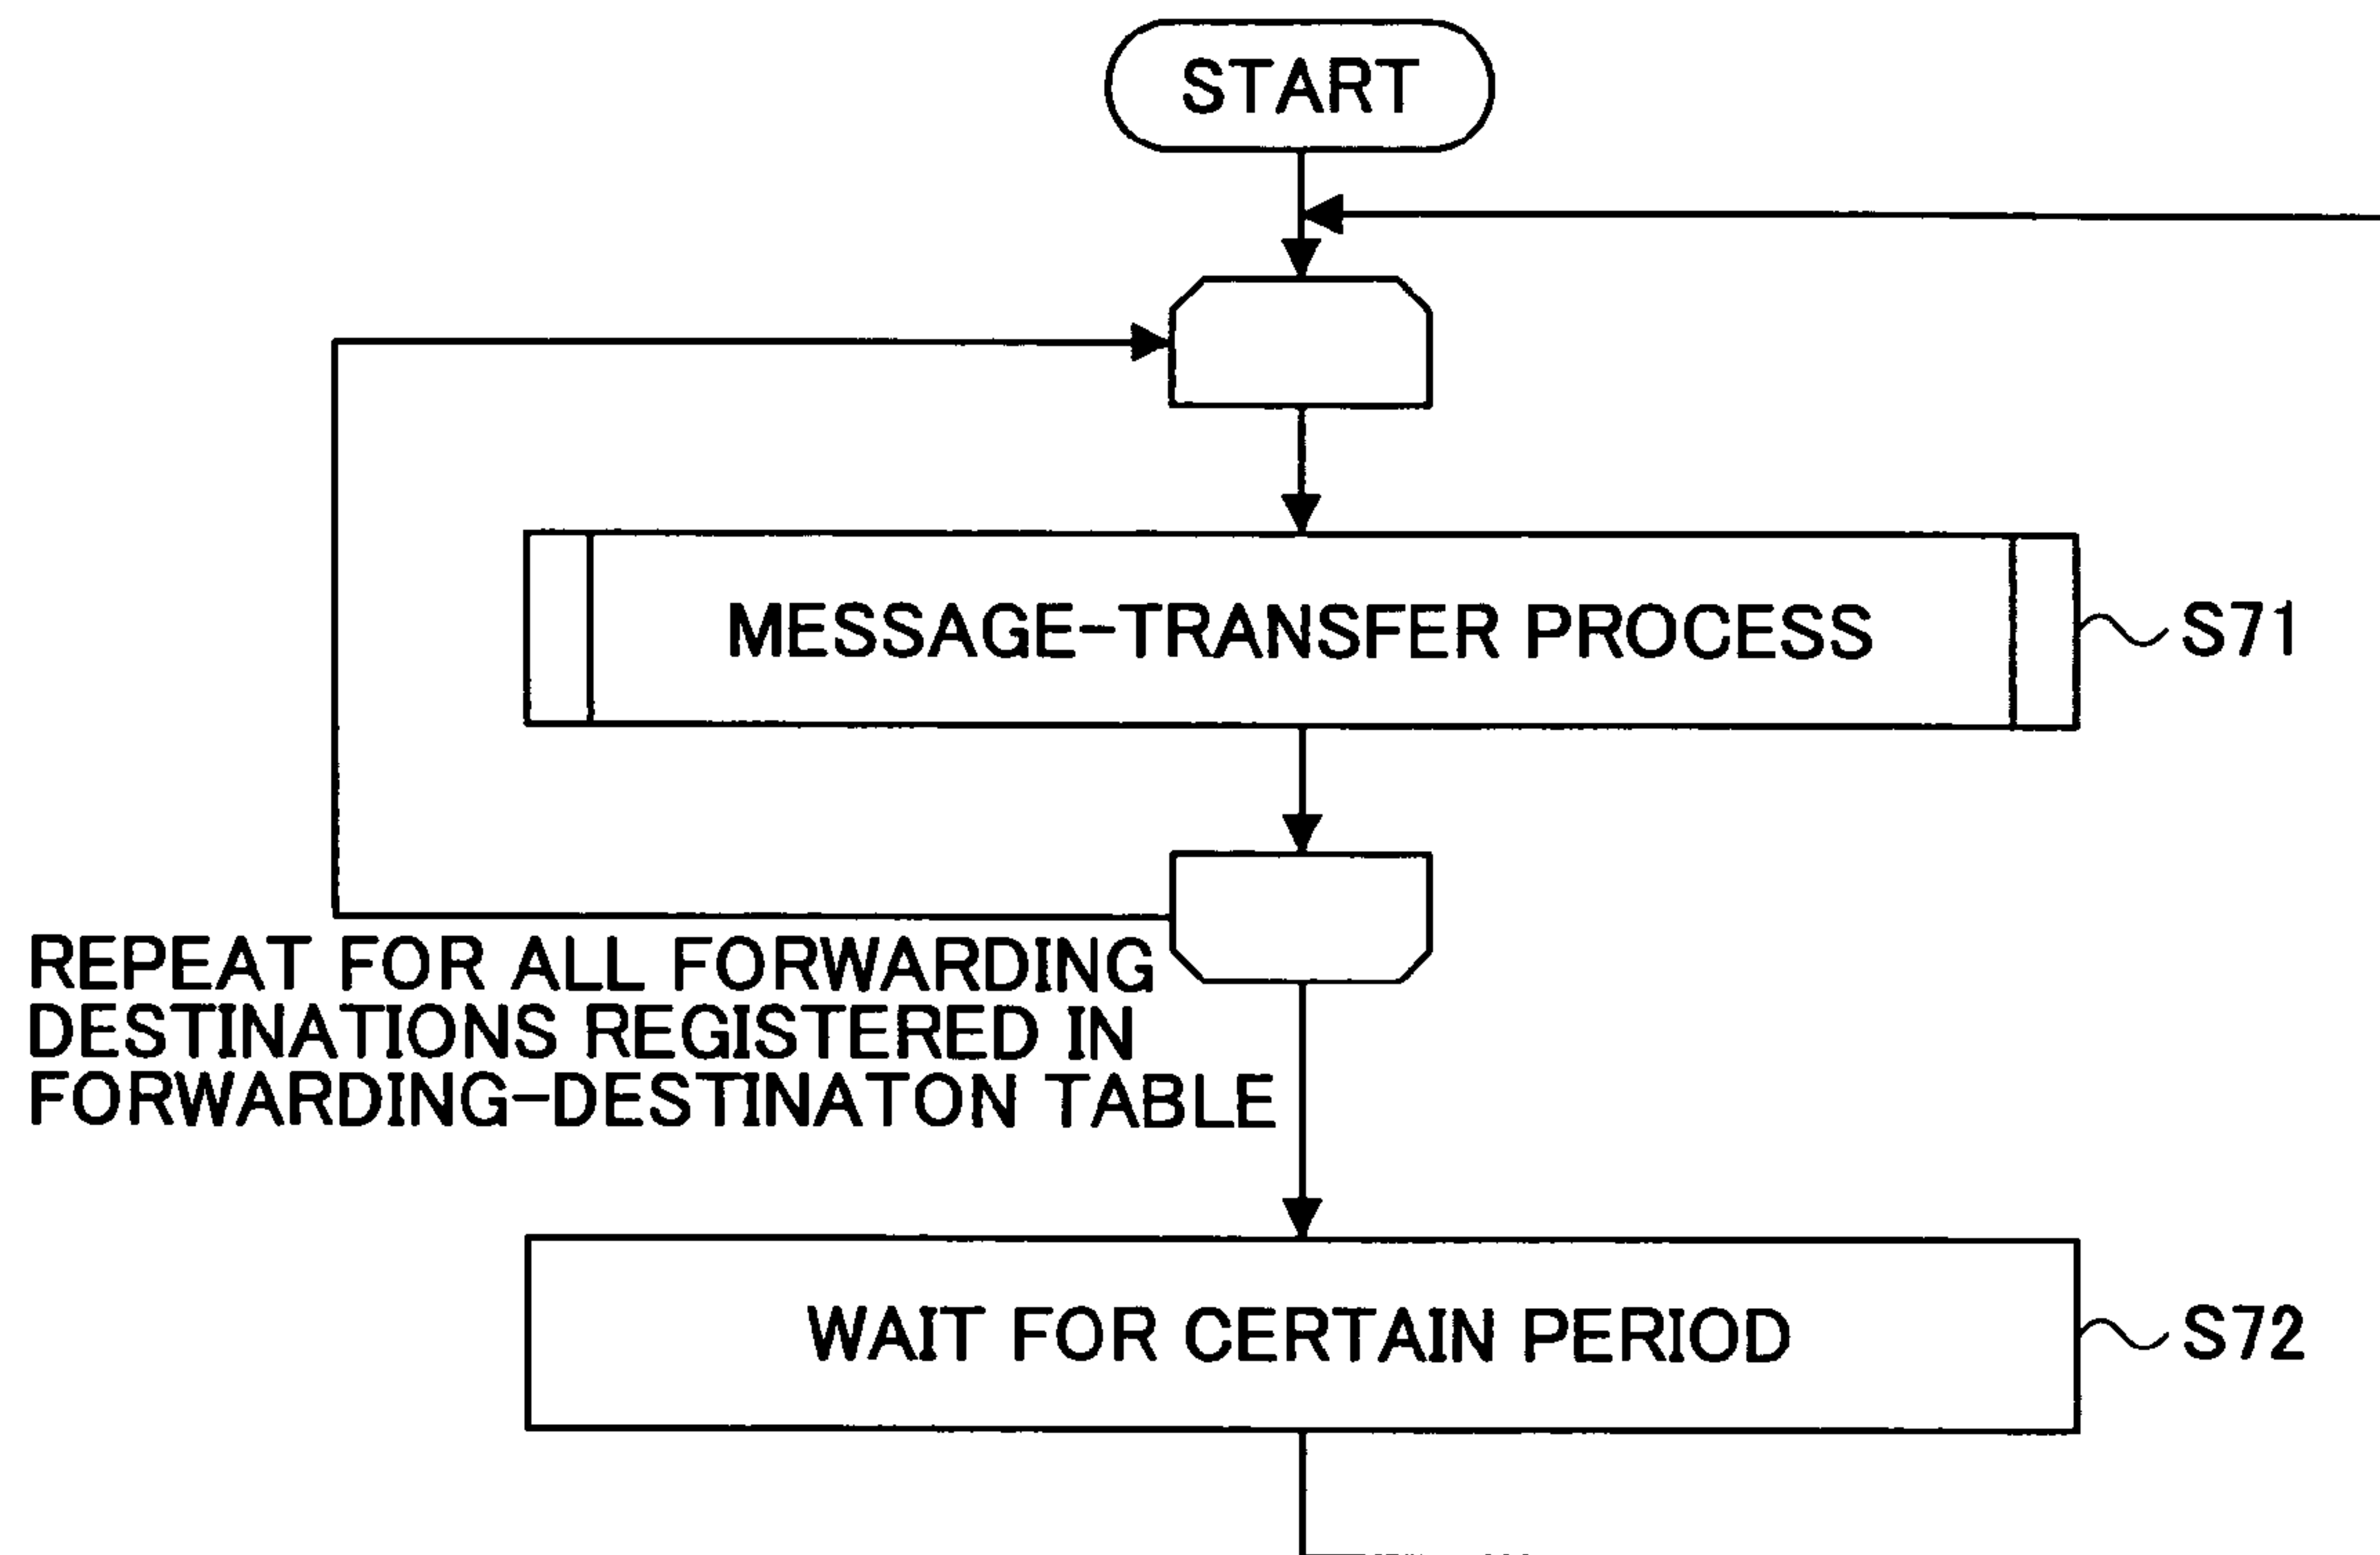 START
MESSAGE-TRANSFER PROCESS
S71
REPEAT FOR ALL FORWARDING
DESTINATIONS REGISTERED IN
FORWARDING-DESTINATON TABLE
WAIT FOR CERTAIN PERIOD
S72